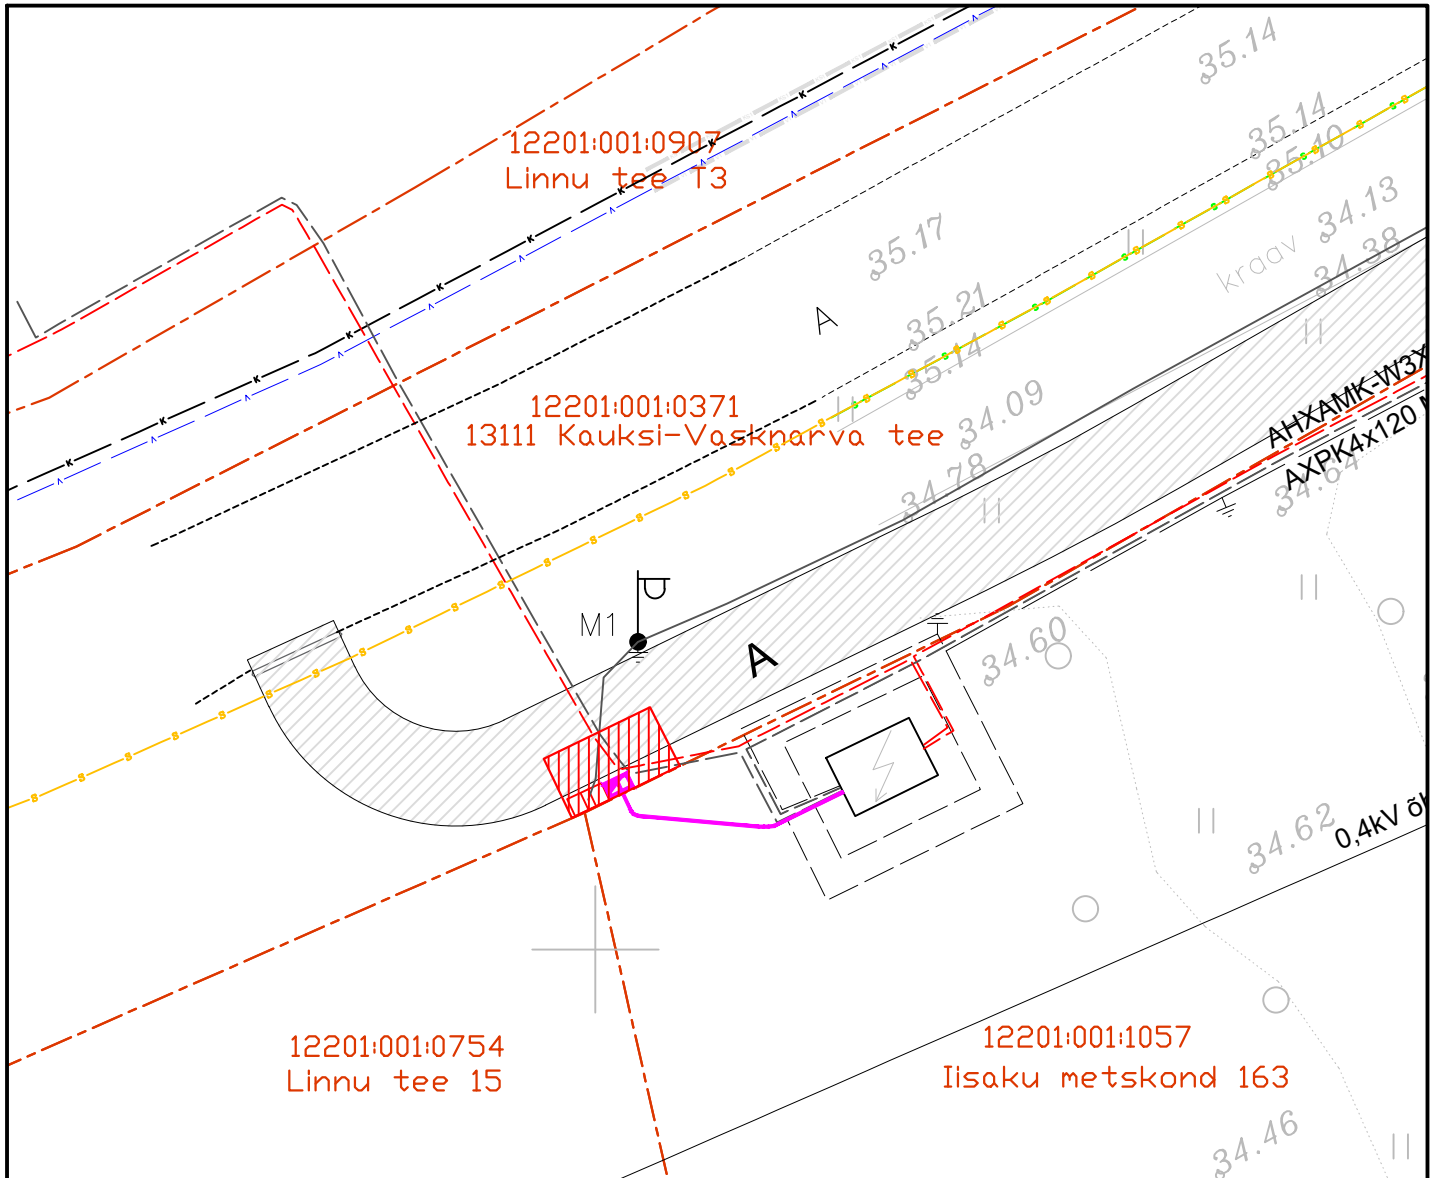 35.14
12201:001:0907
Linnu tee T3
35.14
35.10
34.13
35.17
kraav
34.38
35.21
A
35.14
12201:001:0371
13111 Kauksi-Vasknarva tee
34.09
AHXAMK-W3X
AXPK4x120
34.78
34.64
M1
A
34.60
34.62
0,4kV
12201:001:0754
Linnu tee 15
12201:001:1057
Iisaku metskond 163
34.46